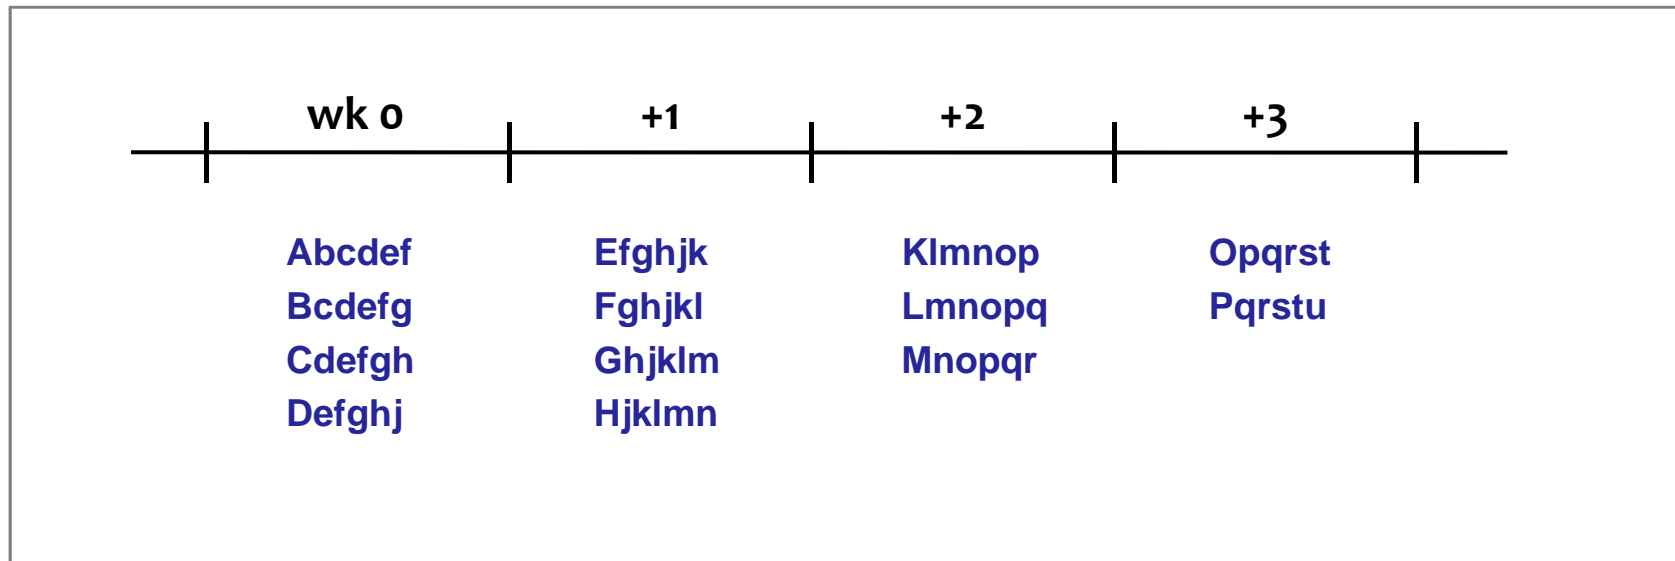 wk 0 +1 +2 +3
Abcdef Efghjk Klmnop Opqrst
Bcdefg Fghjkl Lmnopq Pqrstu
Cdefgh Ghjklm Mnopqr
Defghj Hjklmn